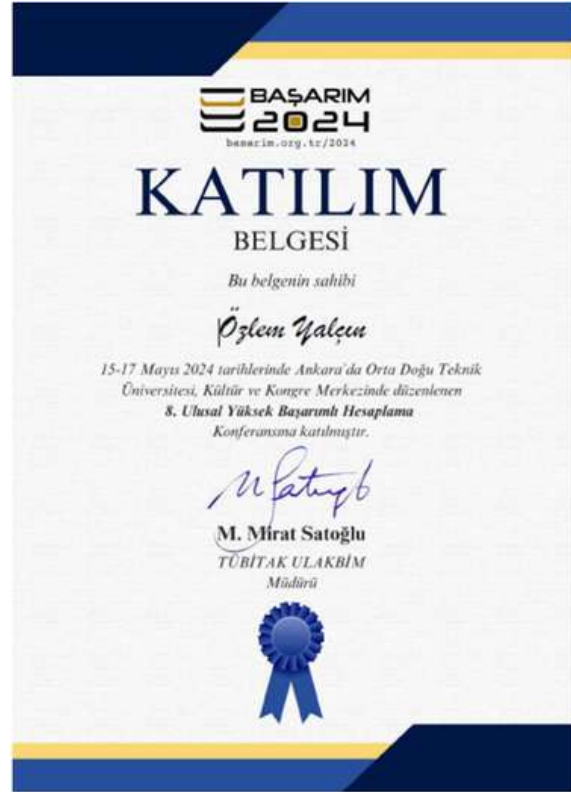 BAŞARIM
2024
basarim.org.tr/2024
KATILIM
BELGESİ
Bu belgenin sahibi
Özlem Yalçın
15-17 Mayıs 2024 tarihlerinde Ankara'da Orta Doğu Teknik
Üniversitesi, Kültür ve Kongre Merkezinde düzenlenen
8. Ulusal Yüksek Başarımlı Hesaplama
Konferansına katılmıştır.
M. Mirat Satoğlu
TÜBİTAK ULAKBİM
Müdürü